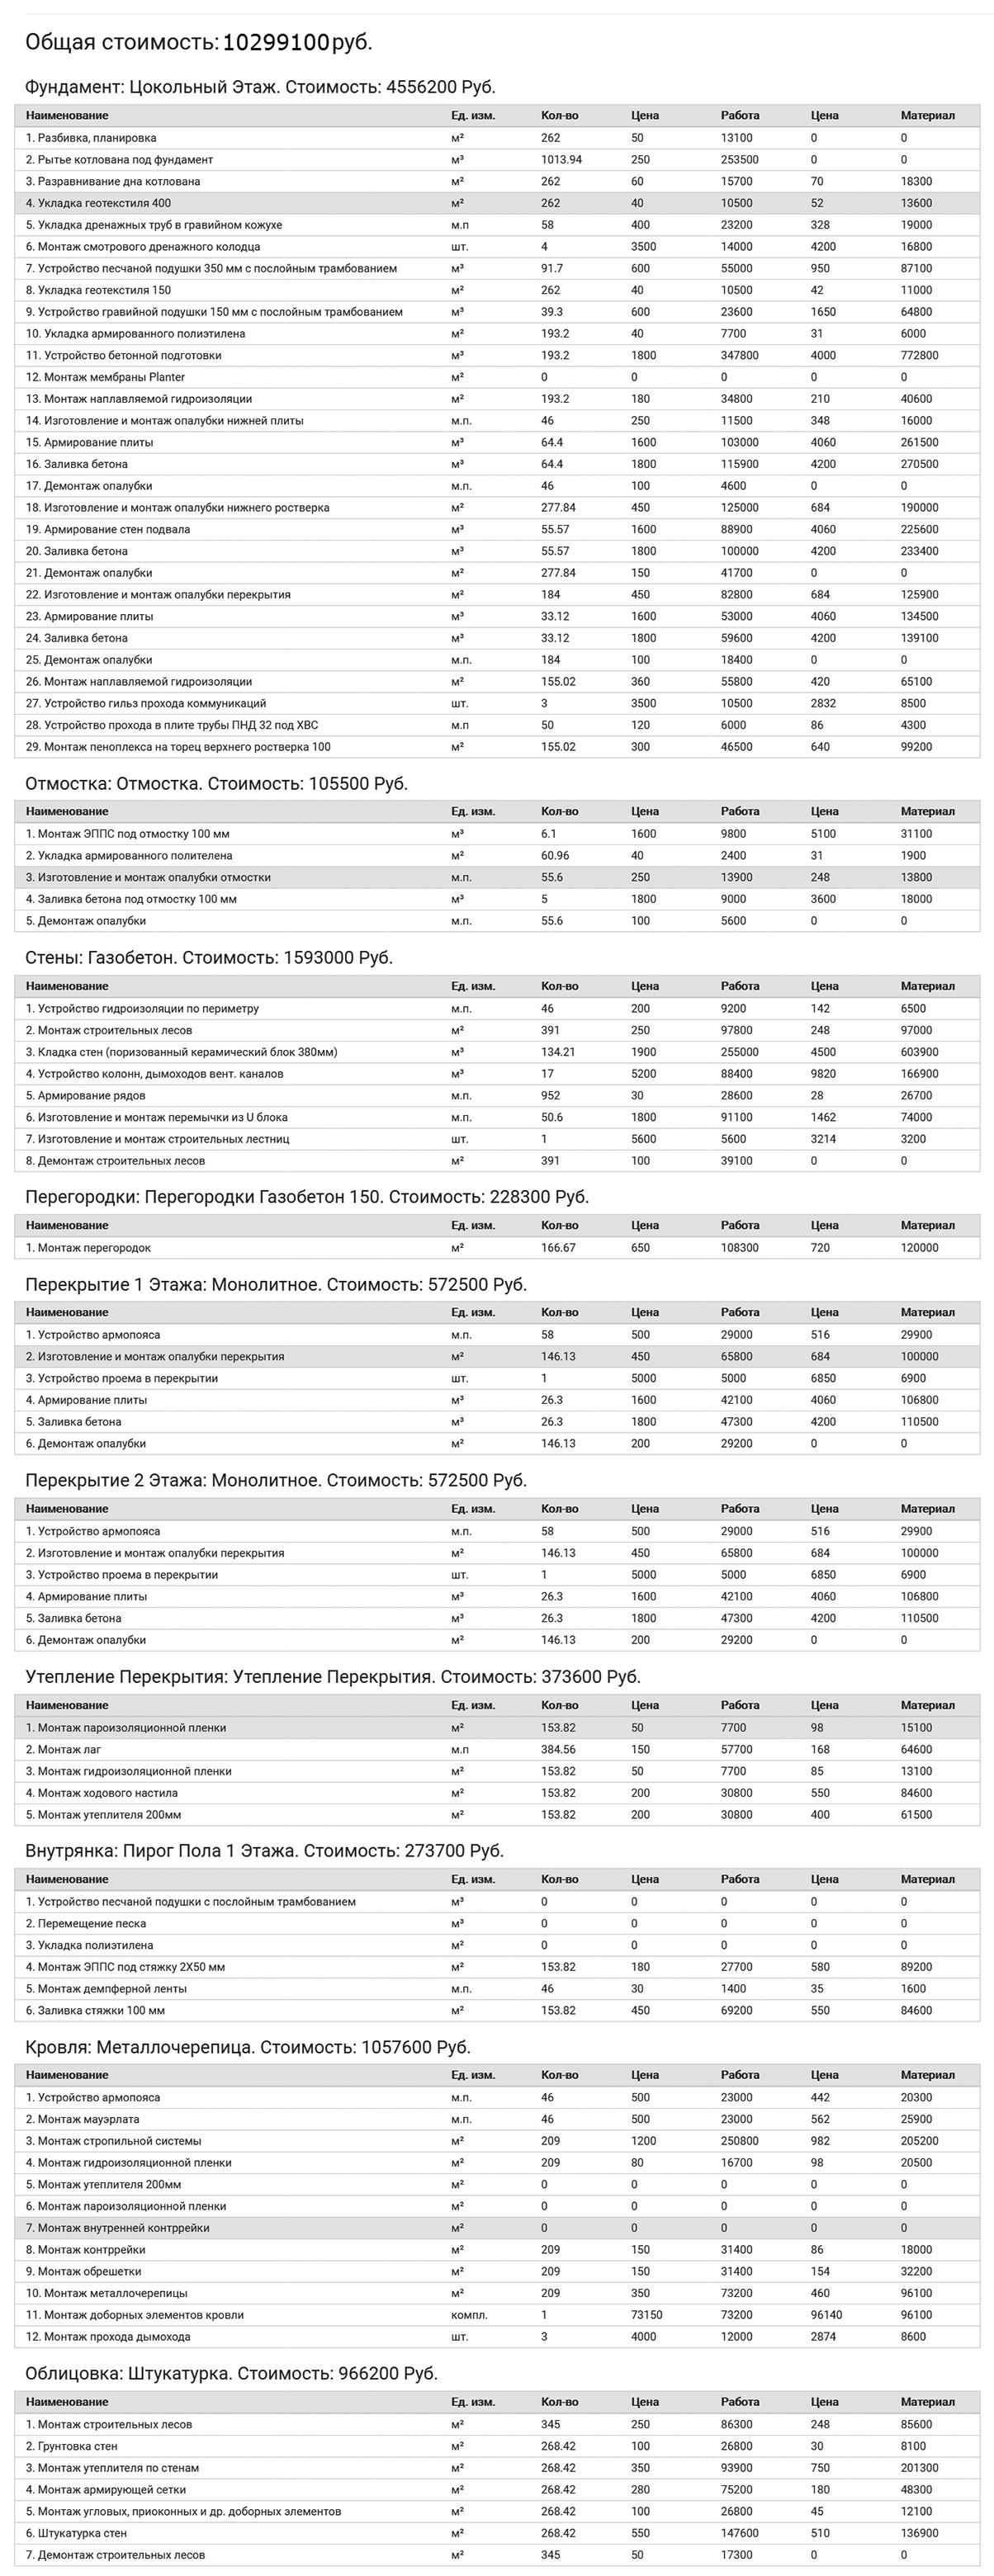 Общая стоимость: 10299100 руб.
Фундамент: Цокольный Этаж. Стоимость: 4556200 Руб.
Наименование Ед. изм. Кол-во Цена Работа Цена Материал
1. Разбивка, планировка м² 262 50 13100 0 0
2. Рытье котлована под фундамент м³ 1013.94 250 253500 0 0
3. Разравнивание дна котлована м² 262 60 15700 70 18300
4. Укладка геотекстиля 400 м² 262 40 10500 52 13600
5. Укладка дренажных труб в гравийном кожухе м.п 58 400 23200 328 19000
6. Монтаж смотрового дренажного колодца шт. 4 3500 14000 4200 16800
7. Устройство песчаной подушки 350 мм с послойным трамбованием м³ 91.7 600 55000 950 87100
8. Укладка геотекстиля 150 м² 262 40 10500 42 11000
9. Устройство гравийной подушки 150 мм с послойным трамбованием м³ 39.3 600 23600 1650 64800
10. Укладка армированного полиэтилена м² 193.2 40 7700 31 6000
11. Устройство бетонной подготовки м³ 193.2 1800 347800 4000 772800
12. Монтаж мембраны Planter м² 0 0 0 0 0
13. Монтаж наплавляемой гидроизоляции м² 193.2 180 34800 210 40600
14. Изготовление и монтаж опалубки нижней плиты м.п. 46 250 11500 348 16000
15. Армирование плиты м³ 64.4 1600 103000 4060 261500
16. Заливка бетона м³ 64.4 1800 115900 4200 270500
17. Демонтаж опалубки м.п. 46 100 4600 0 0
18. Изготовление и монтаж опалубки нижнего ростверка м² 277.84 450 125000 684 190000
19. Армирование стен подвала м³ 55.57 1600 88900 4060 225600
20. Заливка бетона м³ 55.57 1800 100000 4200 233400
21. Демонтаж опалубки м² 277.84 150 41700 0 0
22. Изготовление и монтаж опалубки перекрытия м² 184 450 82800 684 125900
23. Армирование плиты м³ 33.12 1600 53000 4060 134500
24. Заливка бетона м³ 33.12 1800 59600 4200 139100
25. Демонтаж опалубки м.п. 184 100 18400 0 0
26. Монтаж наплавляемой гидроизоляции м² 155.02 360 55800 420 65100
27. Устройство гильз прохода коммуникаций шт. 3 3500 10500 2832 8500
28. Устройство прохода в плите трубы ПНД 32 под ХВС м.п 50 120 6000 86 4300
29. Монтаж пеноплекса на торец верхнего ростверка 100 м² 155.02 300 46500 640 99200
Отмостка: Отмостка. Стоимость: 105500 Руб.
Наименование Ед. изм. Кол-во Цена Работа Цена Материал
1. Монтаж ЭППС под отмостку 100 мм м³ 6.1 1600 9800 5100 31100
2. Укладка армированного полителена м² 60.96 40 2400 31 1900
3. Изготовление и монтаж опалубки отмостки м.п. 55.6 250 13900 248 13800
4. Заливка бетона под отмостку 100 мм м³ 5 1800 9000 3600 18000
5. Демонтаж опалубки м.п. 55.6 100 5600 0 0
Стены: Газобетон. Стоимость: 1593000 Руб.
Наименование Ед. изм. Кол-во Цена Работа Цена Материал
1. Устройство гидроизоляции по периметру м.п. 46 200 9200 142 6500
2. Монтаж строительных лесов м² 391 250 97800 248 97000
3. Кладка стен (поризованный керамический блок 380мм) м³ 134.21 1900 255000 4500 603900
4. Устройство колонн, дымоходов вент. каналов м³ 17 5200 88400 9820 166900
5. Армирование рядов м.п. 952 30 28600 28 26700
6. Изготовление и монтаж перемычки из U блока м.п. 50.6 1800 91100 1462 74000
7. Изготовление и монтаж строительных лестниц шт. 1 5600 5600 3214 3200
8. Демонтаж строительных лесов м² 391 100 39100 0 0
Перегородки: Перегородки Газобетон 150. Стоимость: 228300 Руб.
Наименование Ед. изм. Кол-во Цена Работа Цена Материал
1. Монтаж перегородок м² 166.67 650 108300 720 120000
Перекрытие 1 Этажа: Монолитное. Стоимость: 572500 Руб.
Наименование Ед. изм. Кол-во Цена Работа Цена Материал
1. Устройство армопояса м.п. 58 500 29000 516 29900
2. Изготовление и монтаж опалубки перекрытия м² 146.13 450 65800 684 100000
3. Устройство проема в перекрытии шт. 1 5000 5000 6850 6900
4. Армирование плиты м³ 26.3 1600 42100 4060 106800
5. Заливка бетона м³ 26.3 1800 47300 4200 110500
6. Демонтаж опалубки м² 146.13 200 29200 0 0
Перекрытие 2 Этажа: Монолитное. Стоимость: 572500 Руб.
Наименование Ед. изм. Кол-во Цена Работа Цена Материал
1. Устройство армопояса м.п. 58 500 29000 516 29900
2. Изготовление и монтаж опалубки перекрытия м² 146.13 450 65800 684 100000
3. Устройство проема в перекрытии шт. 1 5000 5000 6850 6900
4. Армирование плиты м³ 26.3 1600 42100 4060 106800
5. Заливка бетона м³ 26.3 1800 47300 4200 110500
6. Демонтаж опалубки м² 146.13 200 29200 0 0
Утепление Перекрытия: Утепление Перекрытия. Стоимость: 373600 Руб.
Наименование Ед. изм. Кол-во Цена Работа Цена Материал
1. Монтаж пароизоляционной пленки м² 153.82 50 7700 98 15100
2. Монтаж лаг м.п 384.56 150 57700 168 64600
3. Монтаж гидроизоляционной пленки м² 153.82 50 7700 85 13100
4. Монтаж ходового настила м² 153.82 200 30800 550 84600
5. Монтаж утеплителя 200мм м² 153.82 200 30800 400 61500
Внутрянка: Пирог Пола 1 Этажа. Стоимость: 273700 Руб.
Наименование Ед. изм. Кол-во Цена Работа Цена Материал
1. Устройство песчаной подушки с послойным трамбованием м³ 0 0 0 0 0
2. Перемещение песка м³ 0 0 0 0 0
3. Укладка полиэтилена м² 0 0 0 0 0
4. Монтаж ЭППС под стяжку 2Х50 мм м² 153.82 180 27700 580 89200
5. Монтаж демпферной ленты м.п. 46 30 1400 35 1600
6. Заливка стяжки 100 мм м² 153.82 450 69200 550 84600
Кровля: Металлочерепица. Стоимость: 1057600 Руб.
Наименование Ед. изм. Кол-во Цена Работа Цена Материал
1. Устройство армопояса м.п. 46 500 23000 442 20300
2. Монтаж мауэрлата м.п. 46 500 23000 562 25900
3. Монтаж стропильной системы м² 209 1200 250800 982 205200
4. Монтаж гидроизоляционной пленки м² 209 80 16700 98 20500
5. Монтаж утеплителя 200мм м² 0 0 0 0 0
6. Монтаж пароизоляционной пленки м² 0 0 0 0 0
7. Монтаж внутренней контррейки м² 0 0 0 0 0
8. Монтаж контррейки м² 209 150 31400 86 18000
9. Монтаж обрешетки м² 209 150 31400 154 32200
10. Монтаж металлочерепицы м² 209 350 73200 460 96100
11. Монтаж доборных элементов кровли компл. 1 73150 73200 96140 96100
12. Монтаж прохода дымохода шт. 3 4000 12000 2874 8600
Облицовка: Штукатурка. Стоимость: 966200 Руб.
Наименование Ед. изм. Кол-во Цена Работа Цена Материал
1. Монтаж строительных лесов м² 345 250 86300 248 85600
2. Грунтовка стен м² 268.42 100 26800 30 8100
3. Монтаж утеплителя по стенам м² 268.42 350 93900 750 201300
4. Монтаж армирующей сетки м² 268.42 280 75200 180 48300
5. Монтаж угловых, приоконных и др. доборных элементов м² 268.42 100 26800 45 12100
6. Штукатурка стен м² 268.42 550 147600 510 136900
7. Демонтаж строительных лесов м² 345 50 17300 0 0